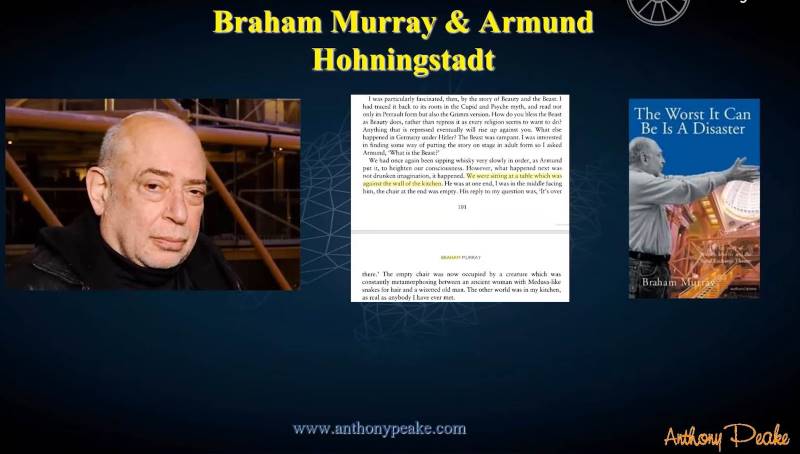 Braham Murray & Armund
Hohningstadt
I was particularly fascinated, then, by the story of Beauty and the Beast. I
had traced it back to its roots in the Cupid and Psyche myth, and read not
only its Perrault form but also the Grimm version. How do you bless the Beast
as Beauty does, rather than repress it as every religion seems to want to do?
Anything that is repressed eventually will rise up against you. What else
happened in Germany under Hitler? The Beast was rampant. I was interested
in finding some way of putting the story on stage in adult form so I asked
Armund, 'What is the Beast?'
We had once again been sipping whisky very slowly in order, as Armund
put it, to heighten our consciousness. However, what happened next was
not drunken imagination, it happened. We were sitting at a table which was
against the wall of the kitchen. He was at one end, I was in the middle facing
him, the chair at the end was empty. His reply to my question was, 'It's over
101
BRAHAM MURRAY
there.' The empty chair was now occupied by a creature which was
constantly metamorphosing between an ancient woman with Medusa-like
snakes for hair and a wizened old man. The other world was in my kitchen,
as real as anybody I have ever met.
The Worst It Can
Be Is A Disaster
Braham Murray
www.anthonypeake.com
Anthony Peake